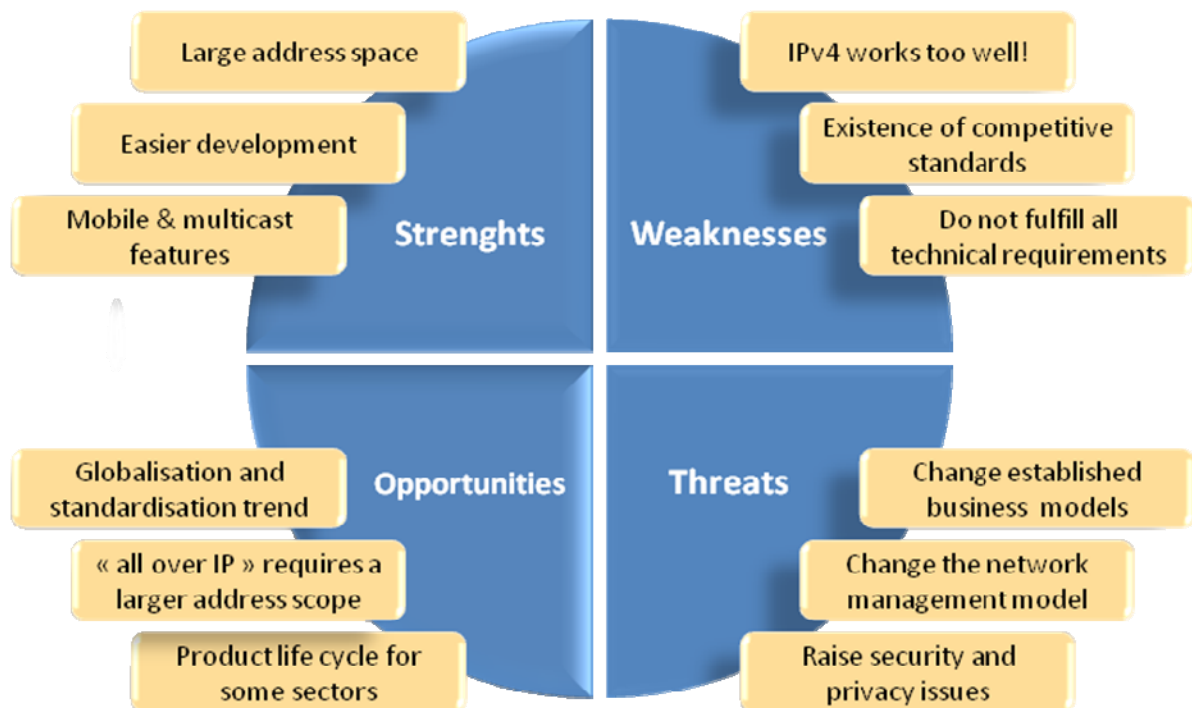 Large address space
Easier development
Mobile & multicast
features
Strenghts
IPv4 works too well!
Existence of competitive
standards
Do not fulfill all
technical requirements
Weaknesses
Globalisation and
standardisation trend
« all over IP » requires a
larger address scope
Product life cycle for
some sectors
Opportunities
Threats
Change established
business models
Change the network
management model
Raise security and
privacy issues